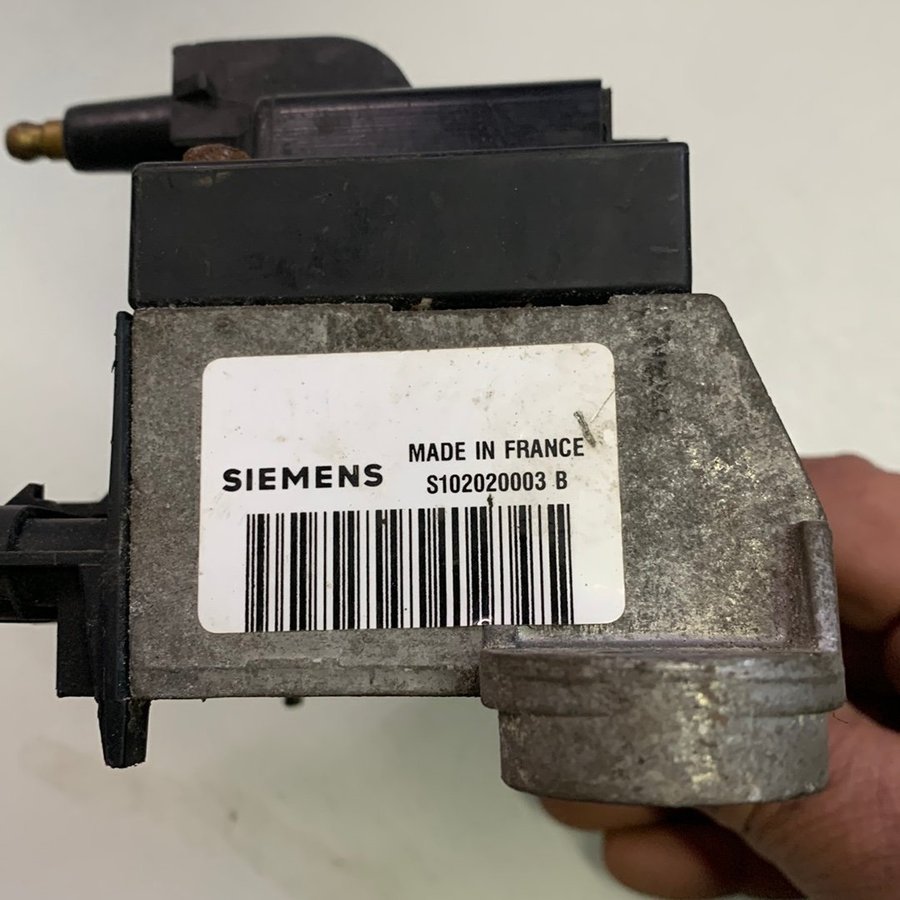 MADE IN FRANCE
SIEMENS
S102020003 B